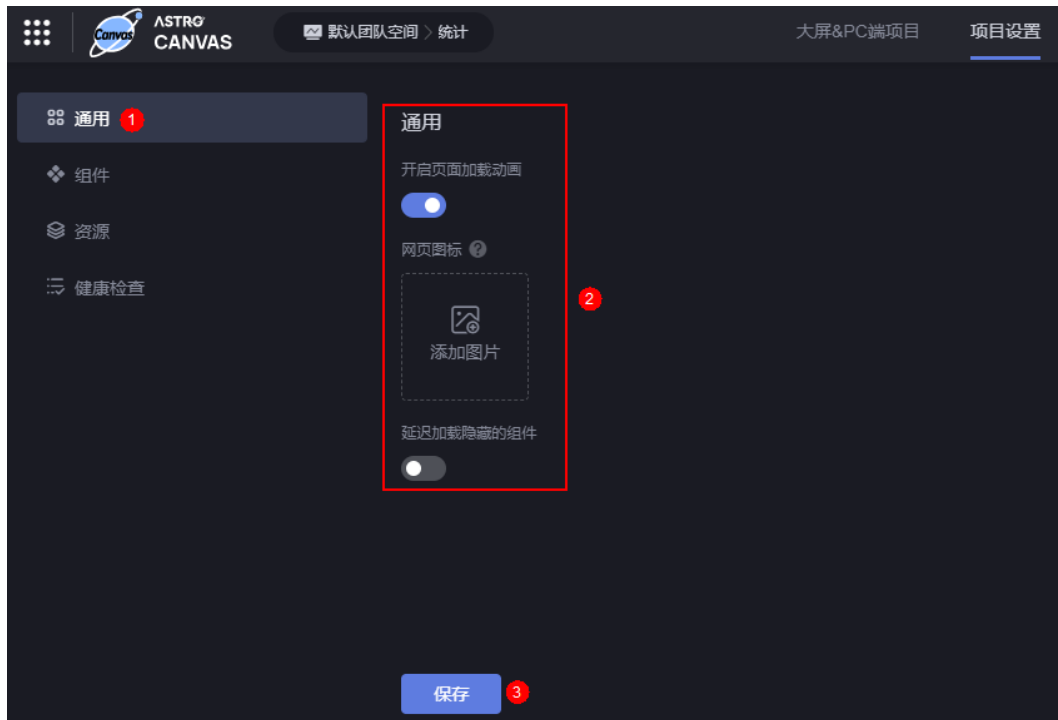 Canvas
ASTRO
CANVAS
默认团队空间 > 统计
大屏&PC端项目
项目设置
通用 1
组件
资源
健康检查
通用
开启页面加载动画
网页图标 ?
添加图片
2
延迟加载隐藏的组件
保存 3